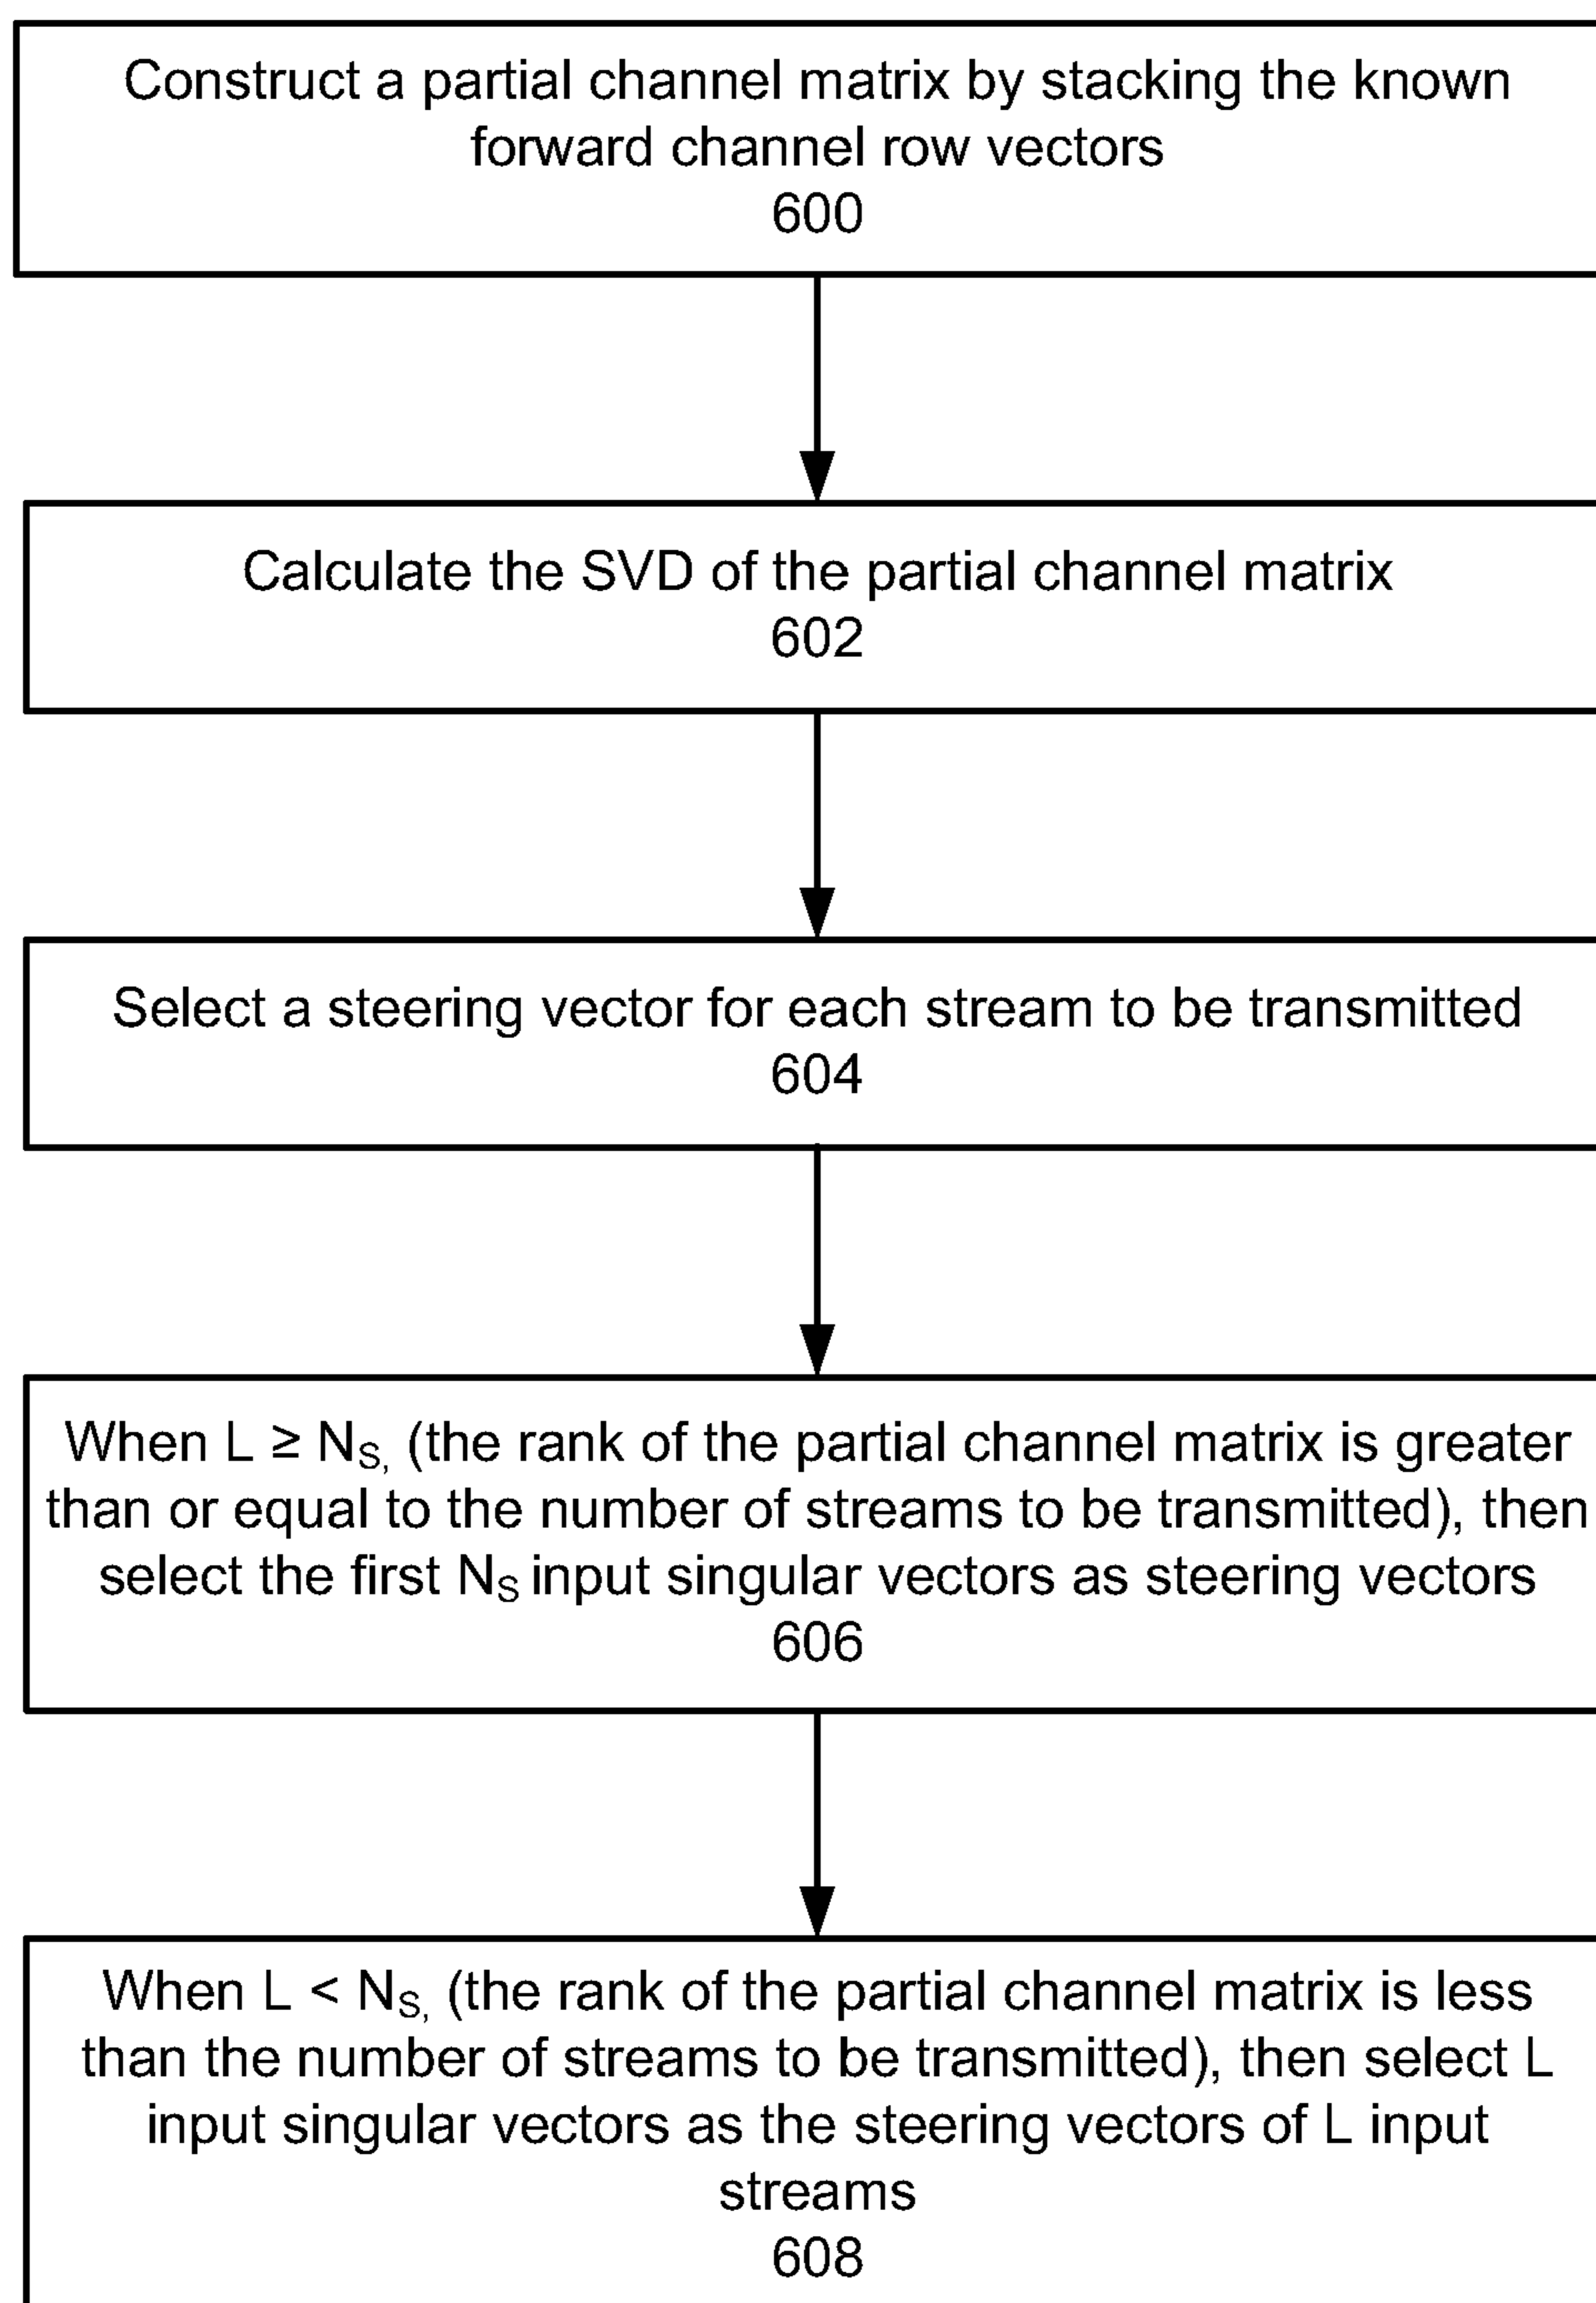 Construct a partial channel matrix by stacking the known
forward channel row vectors
600
Calculate the SVD of the partial channel matrix
602
Select a steering vector for each stream to be transmitted
604
When L ≥ NS, (the rank of the partial channel matrix is greater
than or equal to the number of streams to be transmitted), then
select the first NS input singular vectors as steering vectors
606
When L < NS, (the rank of the partial channel matrix is less
than the number of streams to be transmitted), then select L
input singular vectors as the steering vectors of L input
streams
608